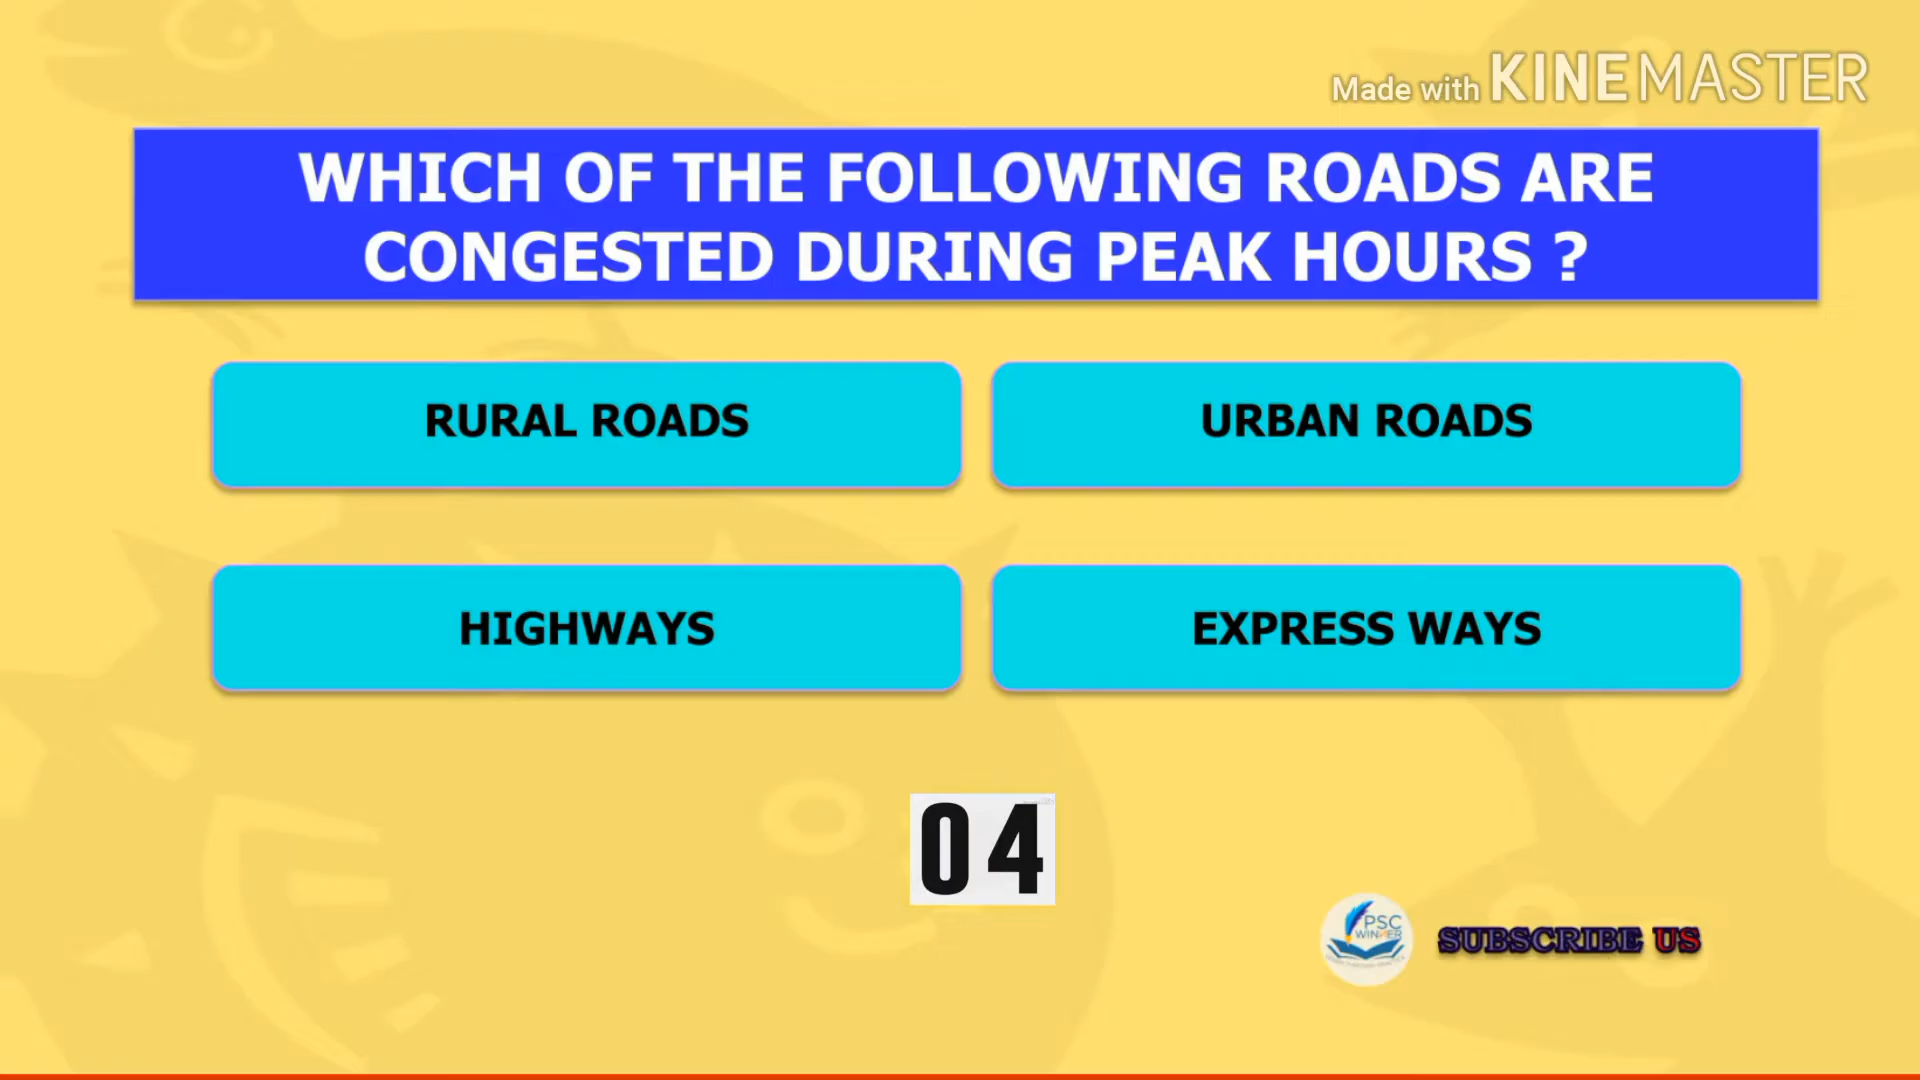 Made with KINEMASTER
WHICH OF THE FOLLOWING ROADS ARE
CONGESTED DURING PEAK HOURS ?
RURAL ROADS
URBAN ROADS
HIGHWAYS
EXPRESS WAYS
04
PSC
WINNER
SUBSCRIBE US